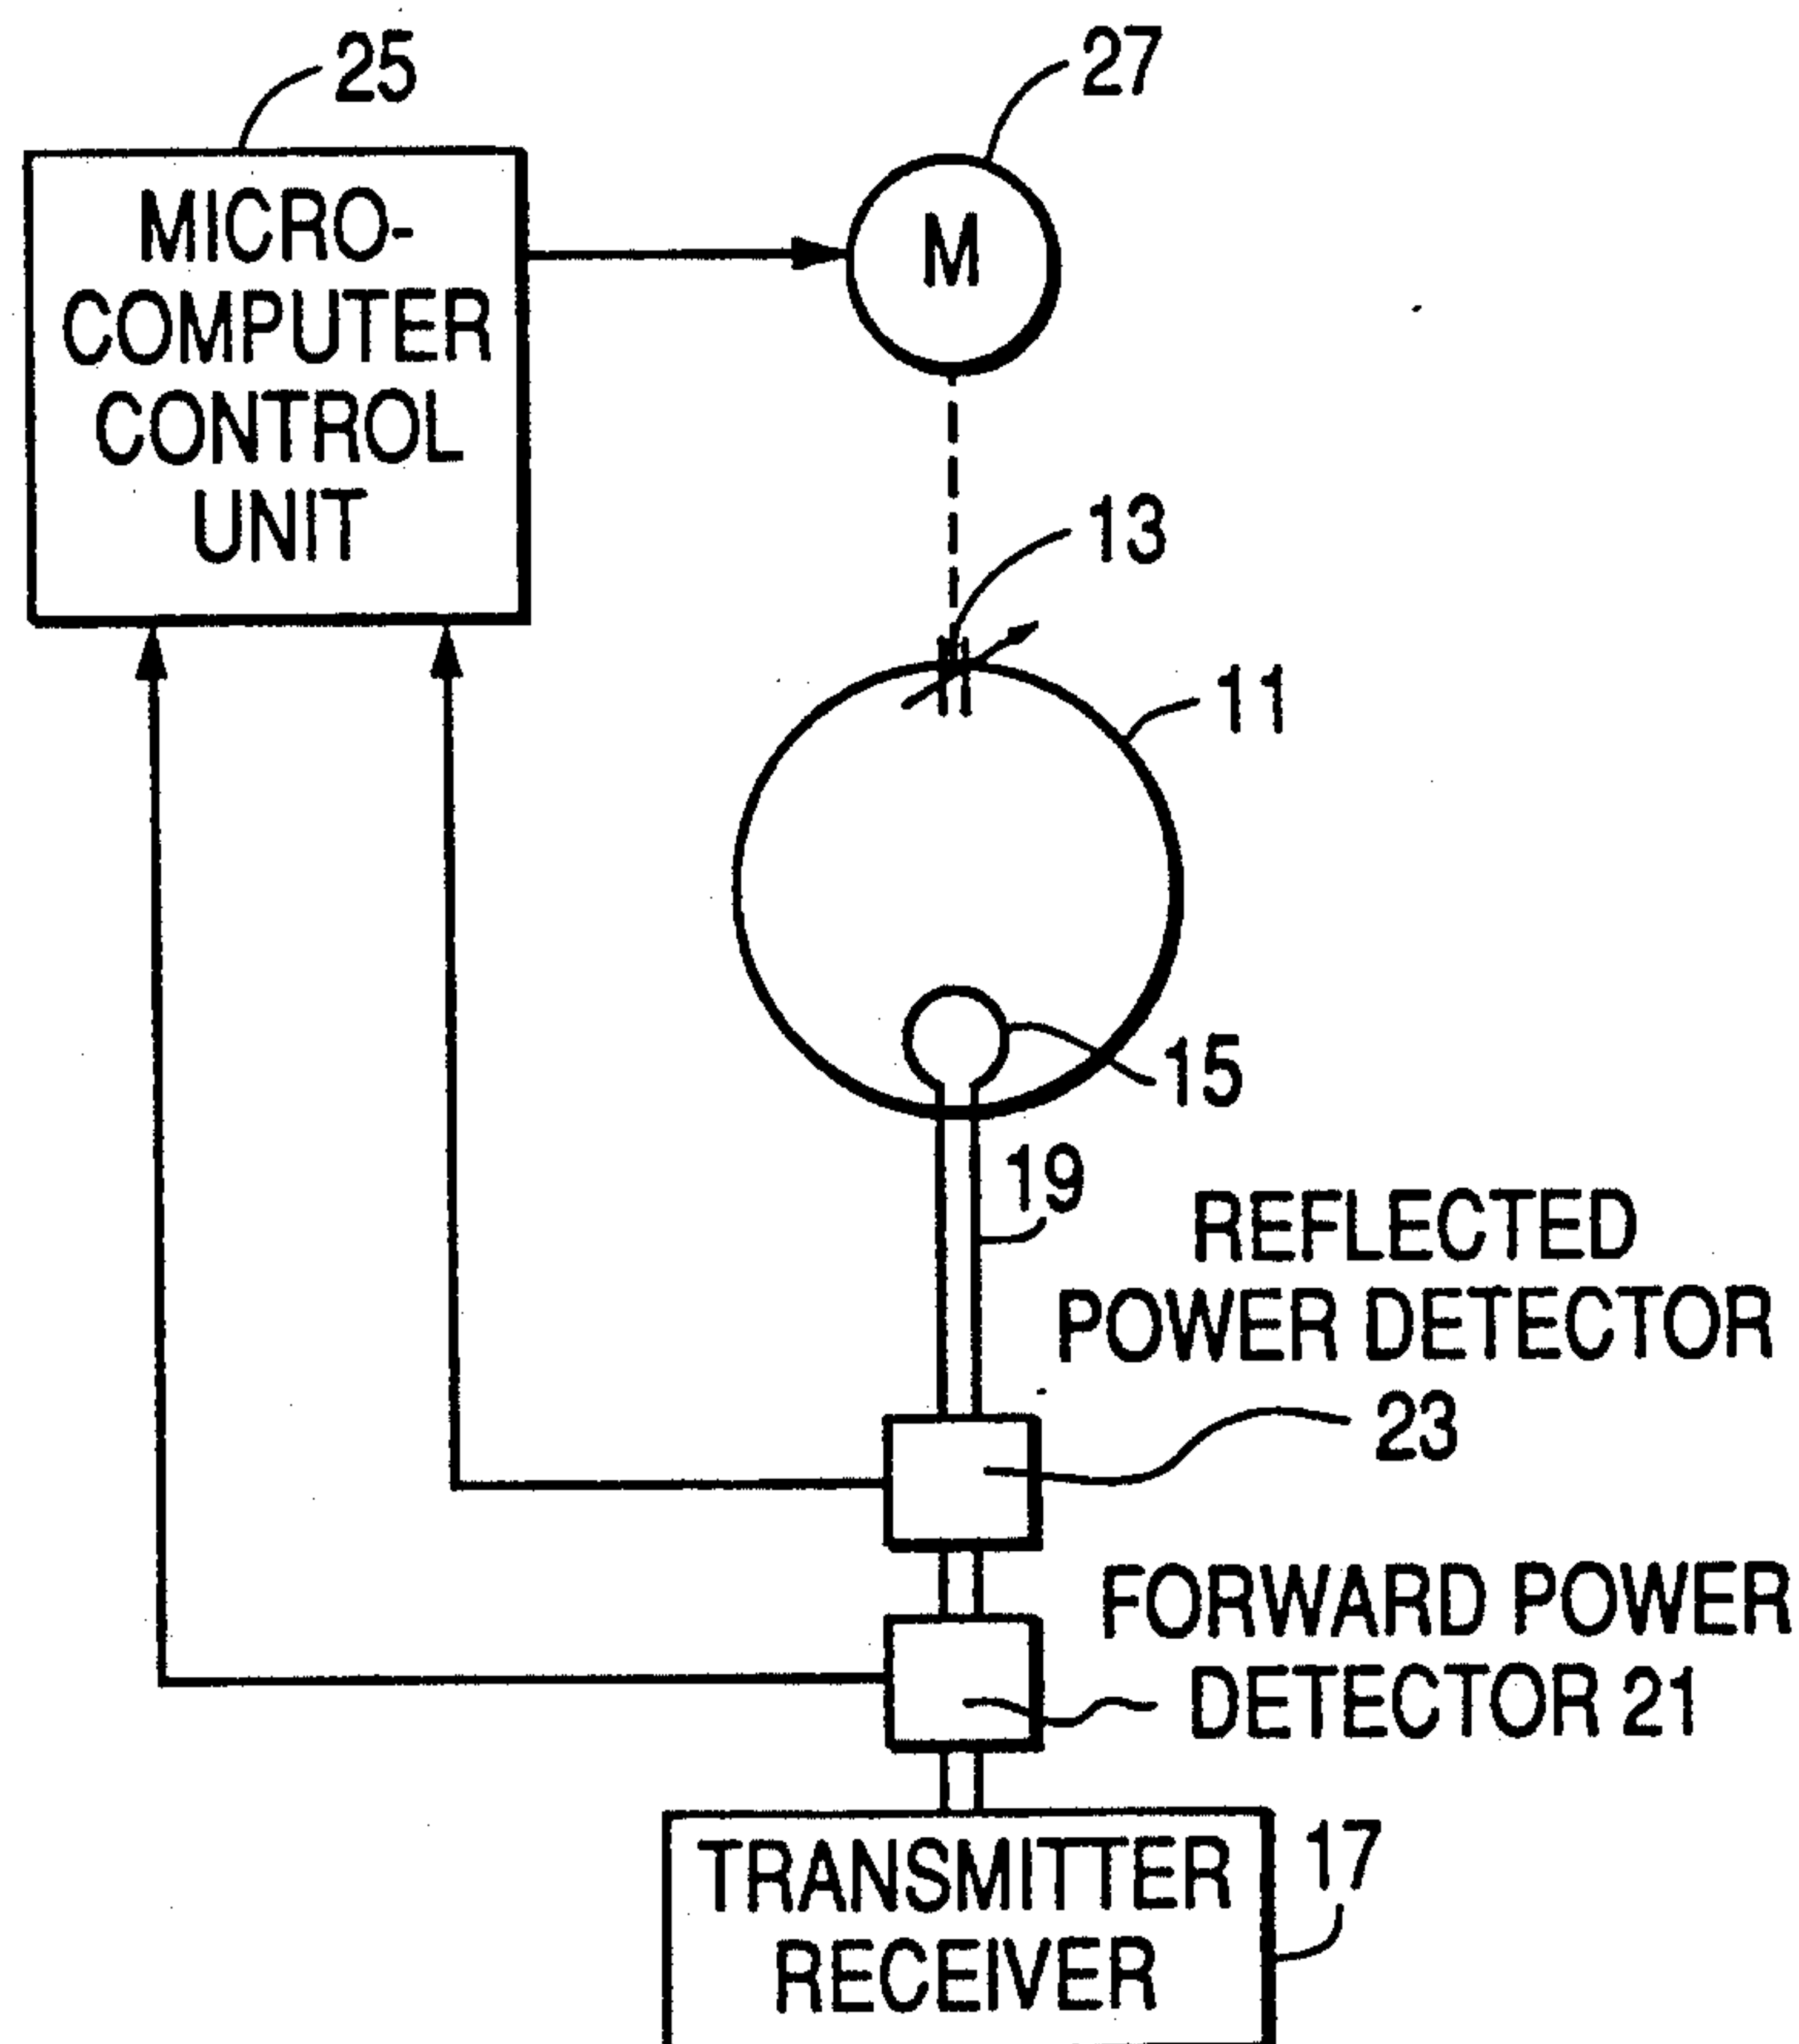 25
27
MICRO-
COMPUTER
CONTROL
UNIT
M
13
11
15
19
REFLECTED
POWER DETECTOR
23
FORWARD POWER
DETECTOR 21
TRANSMITTER
RECEIVER
17